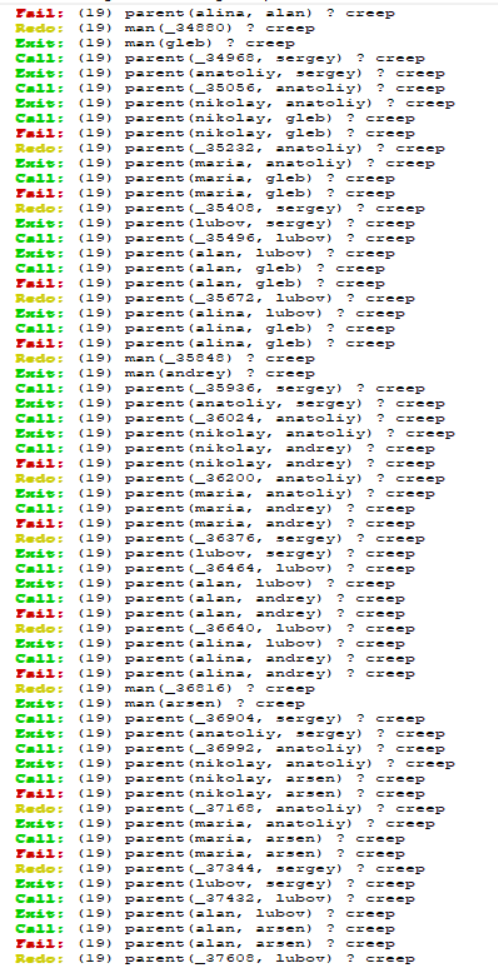 Fail: (19) parent(alina, alan) ? creep
Redo: (19) man(_34880) ? creep
Exit: (19) man(gleb) ? creep
Call: (19) parent(_34968, sergey) ? creep
Exit: (19) parent(anatoliy, sergey) ? creep
Call: (19) parent(_35056, anatoliy) ? creep
Exit: (19) parent(nikolay, anatoliy) ? creep
Call: (19) parent(nikolay, gleb) ? creep
Fail: (19) parent(nikolay, gleb) ? creep
Redo: (19) parent(_35232, anatoliy) ? creep
Exit: (19) parent(maria, anatoliy) ? creep
Call: (19) parent(maria, gleb) ? creep
Fail: (19) parent(maria, gleb) ? creep
Redo: (19) parent(_35408, sergey) ? creep
Exit: (19) parent(lubov, sergey) ? creep
Call: (19) parent(_35496, lubov) ? creep
Exit: (19) parent(alan, lubov) ? creep
Call: (19) parent(alan, gleb) ? creep
Fail: (19) parent(alan, gleb) ? creep
Redo: (19) parent(_35672, lubov) ? creep
Exit: (19) parent(alina, lubov) ? creep
Call: (19) parent(alina, gleb) ? creep
Fail: (19) parent(alina, gleb) ? creep
Redo: (19) man(_35848) ? creep
Exit: (19) man(andrey) ? creep
Call: (19) parent(_35936, sergey) ? creep
Exit: (19) parent(anatoliy, sergey) ? creep
Call: (19) parent(_36024, anatoliy) ? creep
Exit: (19) parent(nikolay, anatoliy) ? creep
Call: (19) parent(nikolay, andrey) ? creep
Fail: (19) parent(nikolay, andrey) ? creep
Redo: (19) parent(_36200, anatoliy) ? creep
Exit: (19) parent(maria, anatoliy) ? creep
Call: (19) parent(maria, andrey) ? creep
Fail: (19) parent(maria, andrey) ? creep
Redo: (19) parent(_36376, sergey) ? creep
Exit: (19) parent(lubov, sergey) ? creep
Call: (19) parent(_36464, lubov) ? creep
Exit: (19) parent(alan, lubov) ? creep
Call: (19) parent(alan, andrey) ? creep
Fail: (19) parent(alan, andrey) ? creep
Redo: (19) parent(_36640, lubov) ? creep
Exit: (19) parent(alina, lubov) ? creep
Call: (19) parent(alina, andrey) ? creep
Fail: (19) parent(alina, andrey) ? creep
Redo: (19) man(_36816) ? creep
Exit: (19) man(arsen) ? creep
Call: (19) parent(_36904, sergey) ? creep
Exit: (19) parent(anatoliy, sergey) ? creep
Call: (19) parent(_36992, anatoliy) ? creep
Exit: (19) parent(nikolay, anatoliy) ? creep
Call: (19) parent(nikolay, arsen) ? creep
Fail: (19) parent(nikolay, arsen) ? creep
Redo: (19) parent(_37168, anatoliy) ? creep
Exit: (19) parent(maria, anatoliy) ? creep
Call: (19) parent(maria, arsen) ? creep
Fail: (19) parent(maria, arsen) ? creep
Redo: (19) parent(_37344, sergey) ? creep
Exit: (19) parent(lubov, sergey) ? creep
Call: (19) parent(_37432, lubov) ? creep
Exit: (19) parent(alan, lubov) ? creep
Call: (19) parent(alan, arsen) ? creep
Fail: (19) parent(alan, arsen) ? creep
Redo: (19) parent(_37608, lubov) ? creep